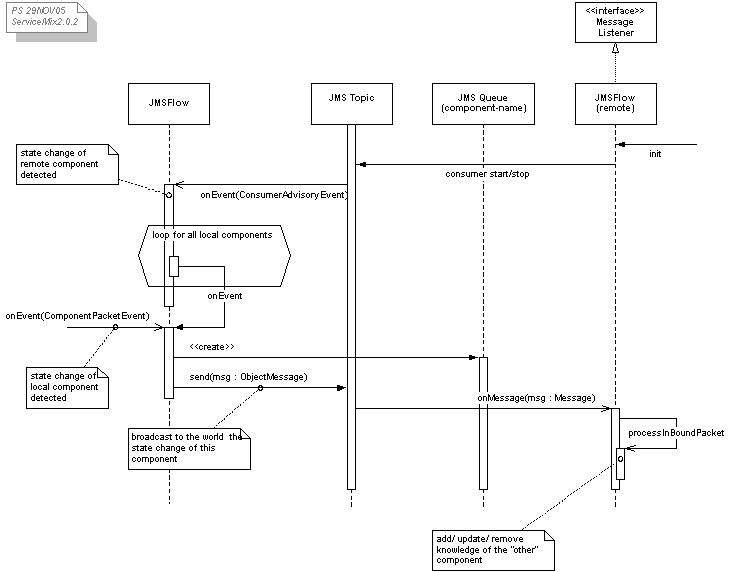 PS 29NOV05
ServiceMix2.0.2
<<interface>>
Message
Listener
JMSFlow
JMS Topic
JMS Queue
(component-name)
JMSFlow
(remote)
init
state change of
remote component
detected
consumer start/stop
onEvent(ConsumerAdvisoryEvent)
loop for all local components
onEvent
onEvent(ComponentPacketEvent)
<<create>>
state change of
local component
detected
send(msg : ObjectMessage)
onMessage(msg : Message)
broadcast to the world the
state change of this
component
processInBoundPacket
add/ update/ remove
knowledge of the "other"
component